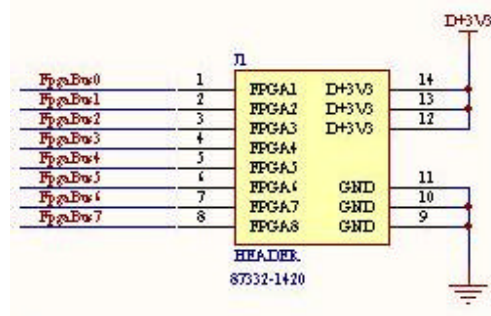 D+3V3
J1
FpgaBus0 1 FPGA1 D+3V3 14
FpgaBus1 2 FPGA2 D+3V3 13
FpgaBus2 3 FPGA3 D+3V3 12
FpgaBus3 4 FPGA4
FpgaBus4 5 FPGA5
FpgaBus5 6 FPGA6 GND 11
FpgaBus6 7 FPGA7 GND 10
FpgaBus7 8 FPGA8 GND 9
HEADER
87332-1420